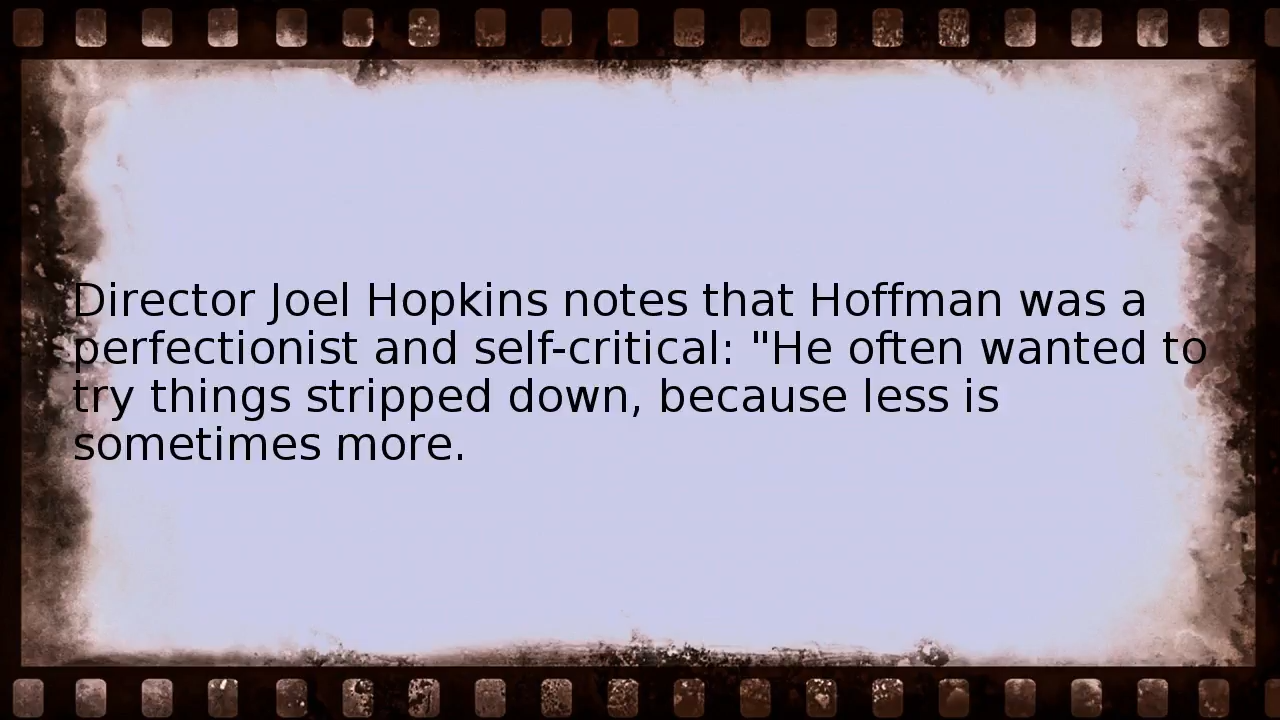 Director Joel Hopkins notes that Hoffman was a
perfectionist and self-critical: "He often wanted to
try things stripped down, because less is
sometimes more.